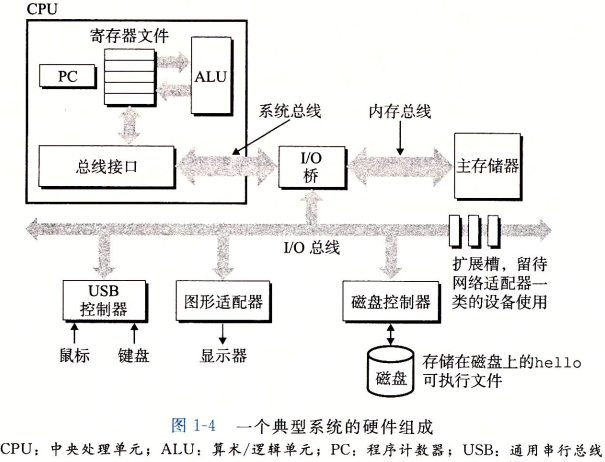 CPU
寄存器文件
PC
ALU
系统总线
内存总线
总线接口
I/O
桥
主存储器
I/O 总线
扩展槽，留待
网络适配器一
类的设备使用
USB
控制器
图形适配器
磁盘控制器
鼠标
键盘
显示器
磁盘
存储在磁盘上的hello
可执行文件
图 1-4 一个典型系统的硬件组成
CPU：中央处理单元；ALU：算术/逻辑单元；PC：程序计数器；USB：通用串行总线